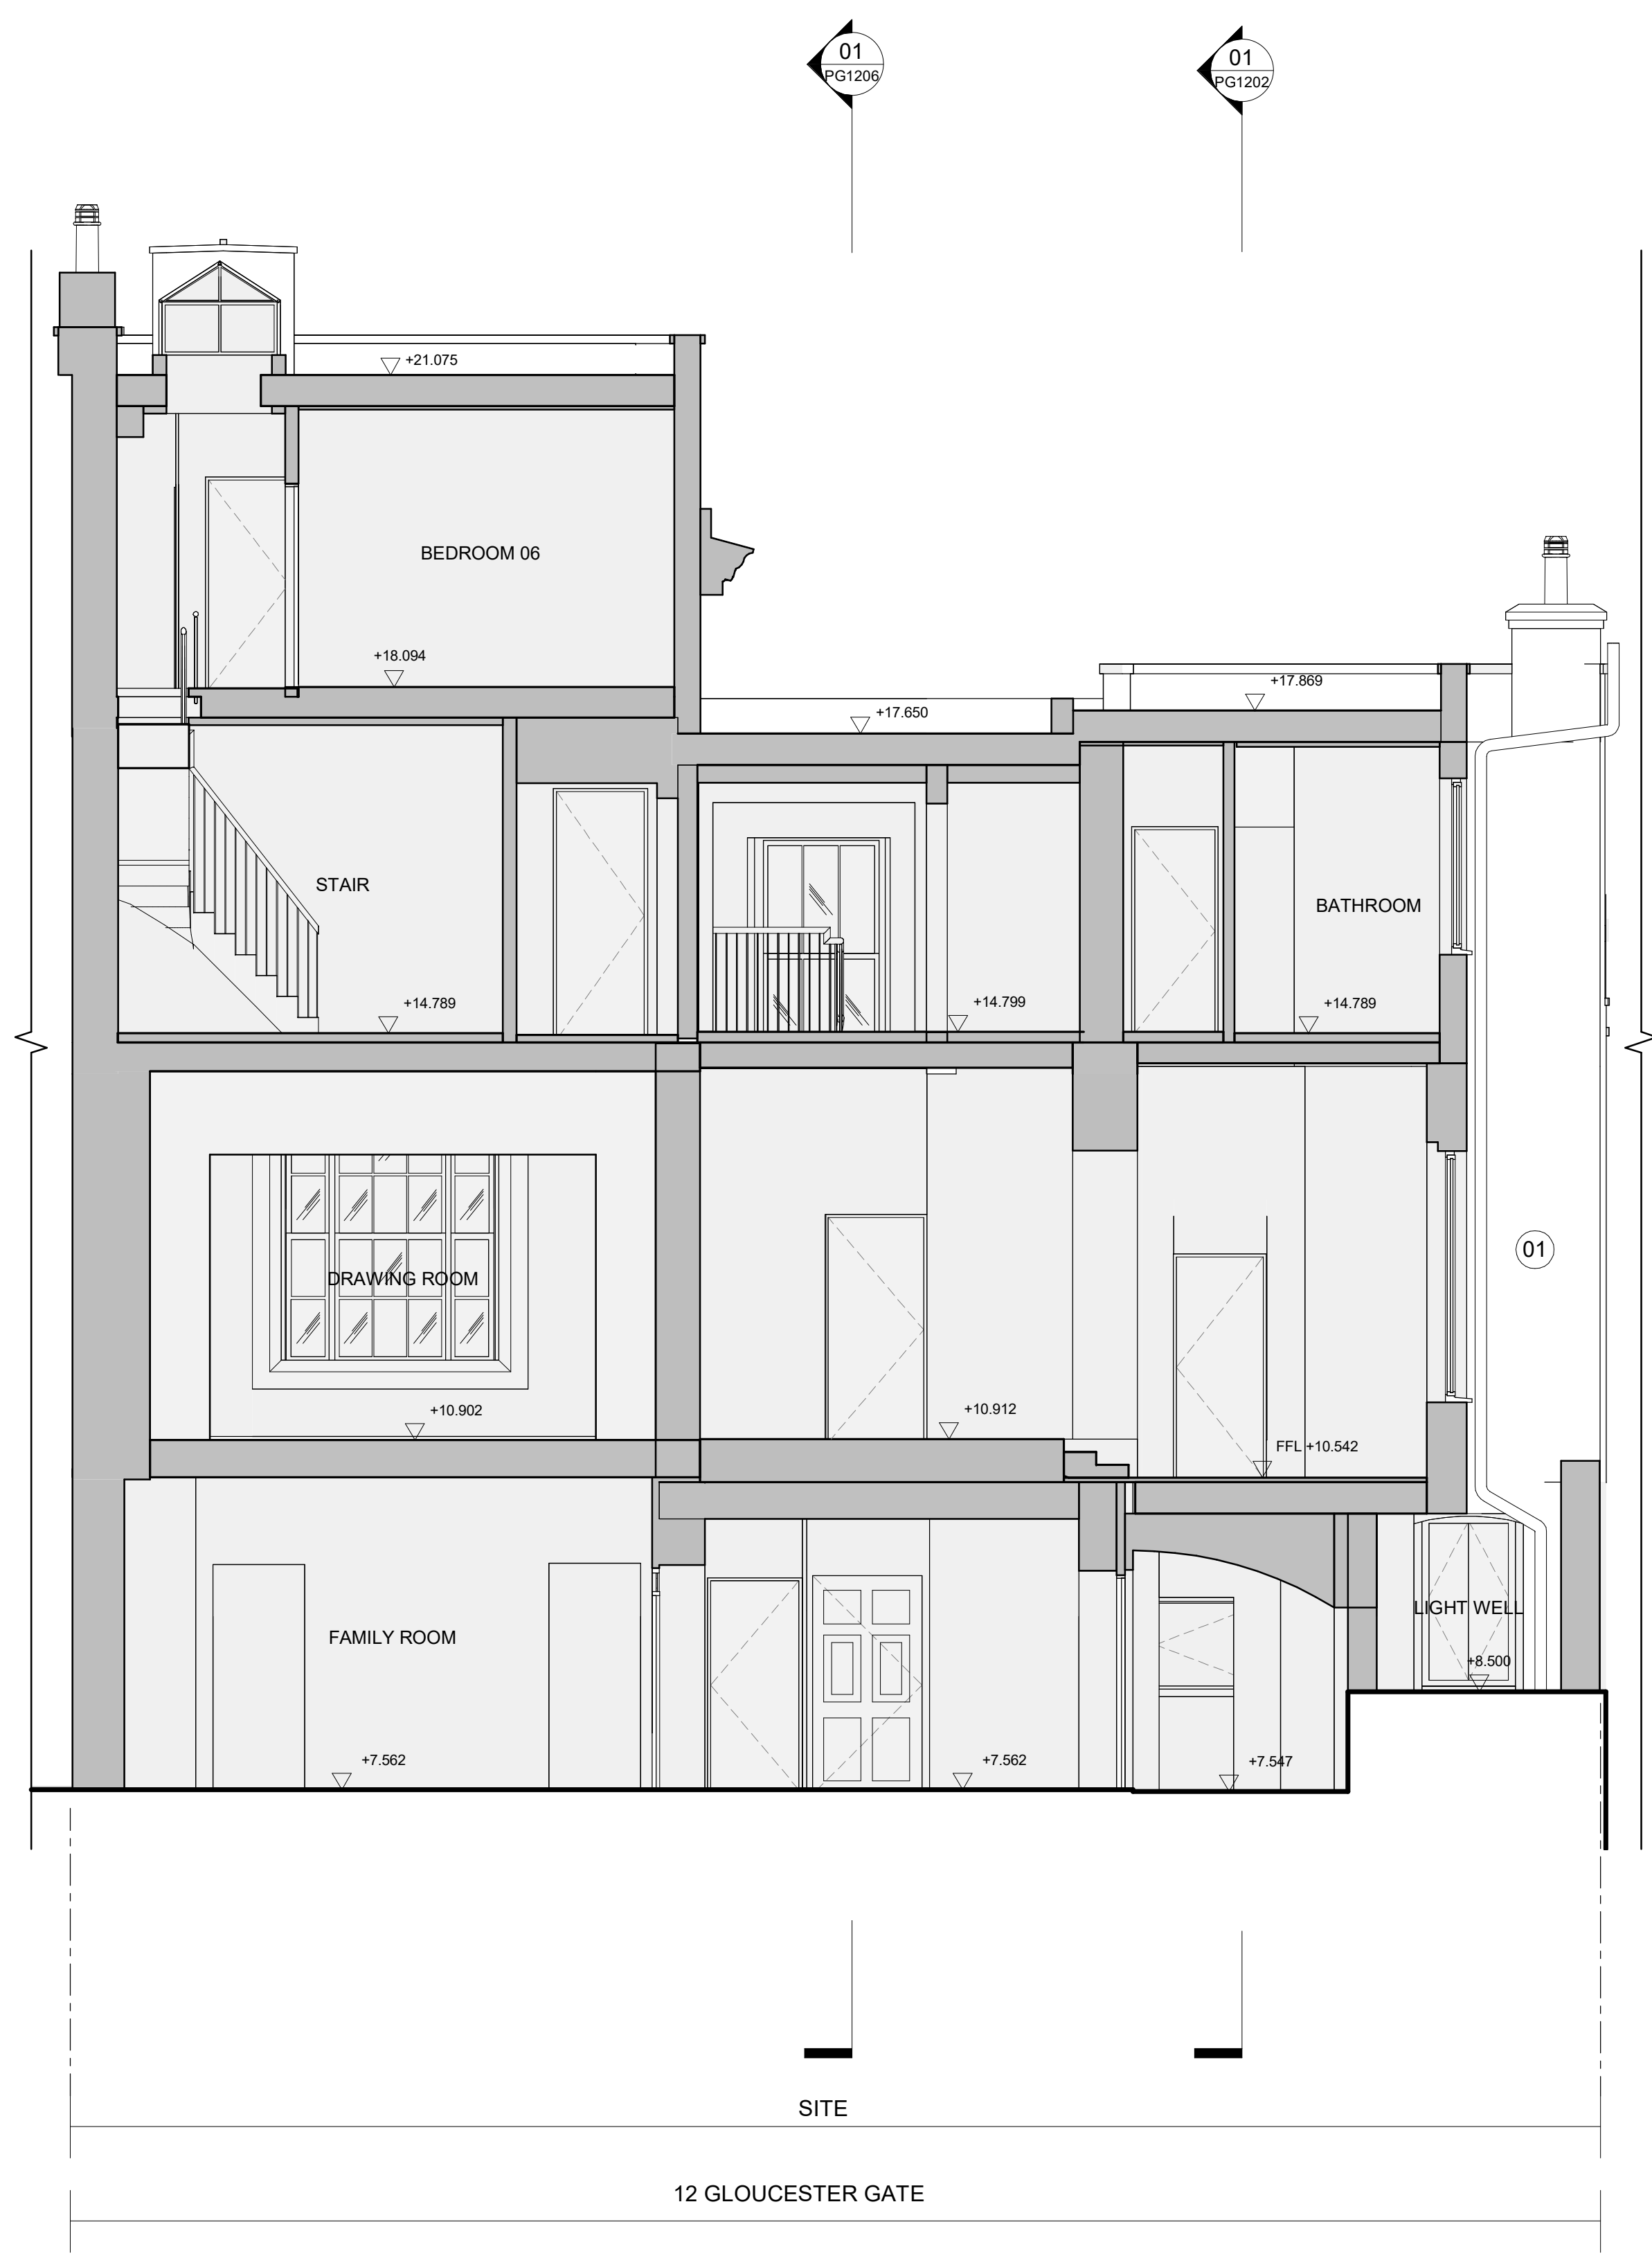 01
PG1206
01
PG1202
+21.075
BEDROOM 06
+18.094
+17.869
+17.650
STAIR
BATHROOM
+14.789
+14.799
+14.789
01
DRAWING ROOM
+10.902
+10.912
FFL +10.542
LIGHT WELL
FAMILY ROOM
+8.500
+7.562
+7.562
+7.547
SITE
12 GLOUCESTER GATE